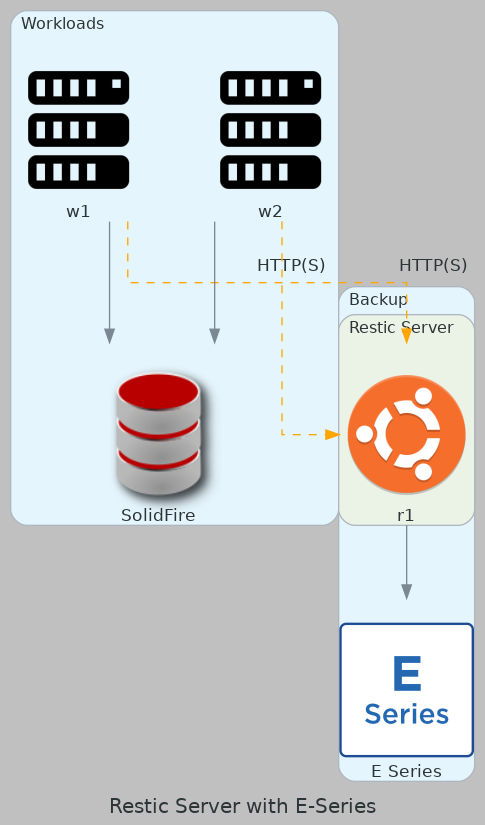 Workloads
w1
w2
HTTP(S)
HTTP(S)
Backup
Restic Server
SolidFire
r1
E
Series
E Series
Restic Server with E-Series